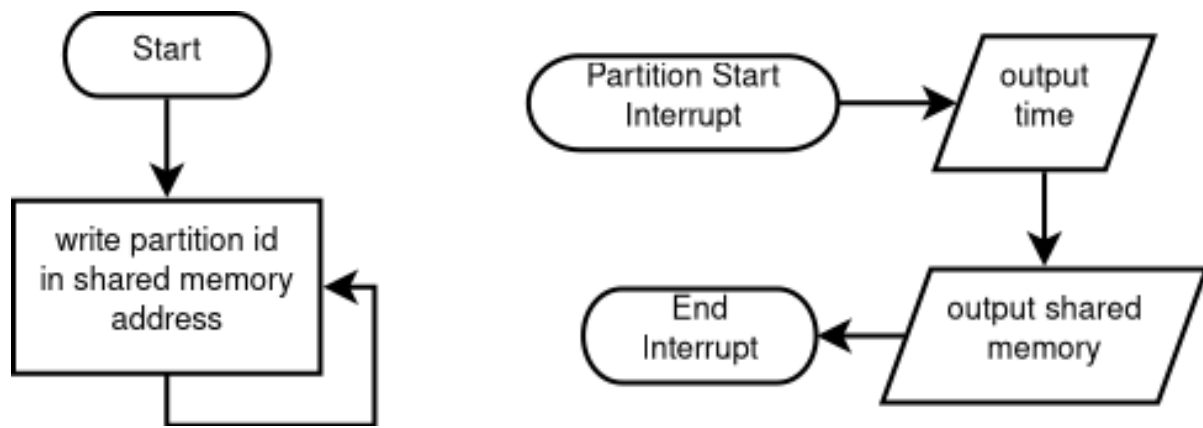 Start
write partition id
in shared memory
address
Partition Start
Interrupt
output
time
output shared
memory
End
Interrupt